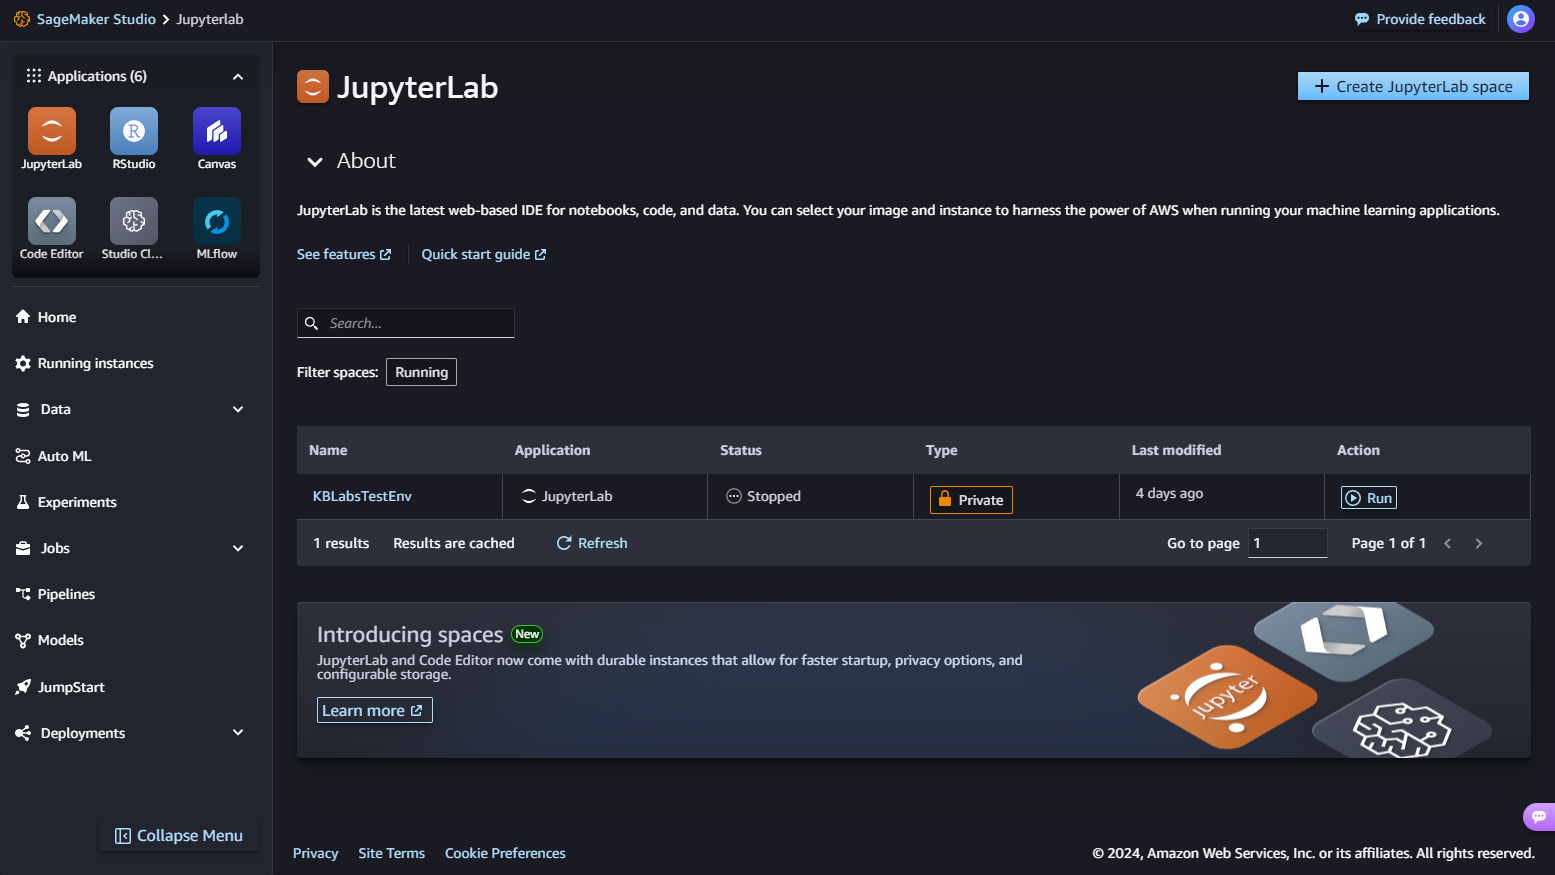 SageMaker Studio
Jupyterlab
Provide feedback
Applications (6)
JupyterLab
RStudio
Canvas
Code Editor
Studio Cl...
MLflow
Home
Running instances
Data
Auto ML
Experiments
Jobs
Pipelines
Models
JumpStart
Deployments
Collapse Menu
JupyterLab
Create JupyterLab space
About
JupyterLab is the latest web-based IDE for notebooks, code, and data. You can select your image and instance to harness the power of AWS when running your machine learning applications.
See features
Quick start guide
Search...
Filter spaces: Running
Name Application Status Type Last modified Action
KBLabsTestEnv JupyterLab Stopped Private 4 days ago Run
1 results Results are cached Refresh Go to page 1 Page 1 of 1
Introducing spaces New
JupyterLab and Code Editor now come with durable instances that allow for faster startup, privacy options, and
configurable storage.
Learn more
jupyter
Privacy Site Terms Cookie Preferences
© 2024, Amazon Web Services, Inc. or its affiliates. All rights reserved.